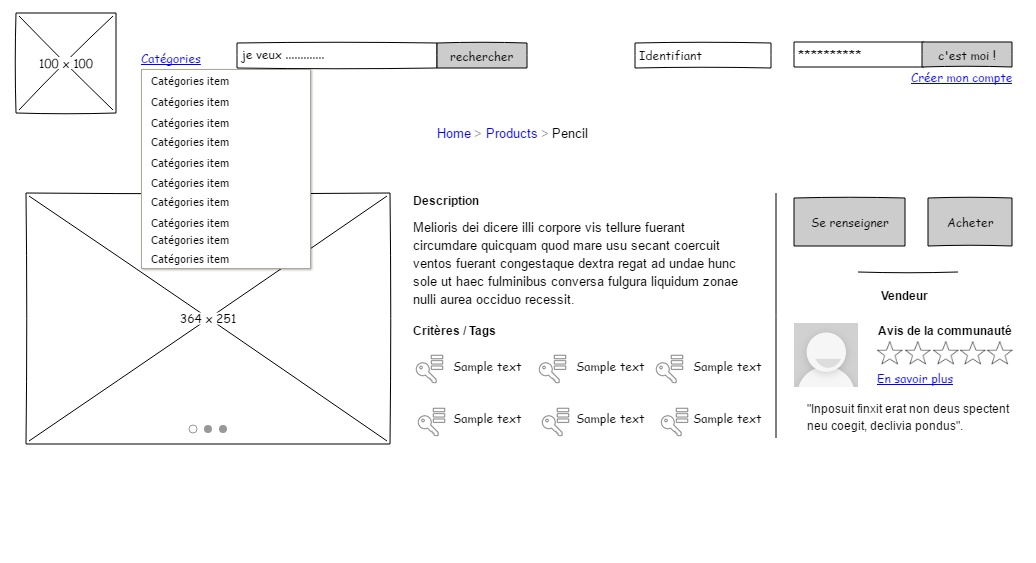 100 x 100
Catégories
je veux .............
rechercher
Identifiant
**********
c'est moi !
Créer mon compte
Catégories item
Catégories item
Catégories item
Catégories item
Catégories item
Catégories item
Catégories item
Catégories item
Catégories item
Catégories item
Home > Products > Pencil
364 x 251
Description
Melioris dei dicere illi corpore vis tellure fuerant
circumdare quicquam quod mare usu secant coercuit
ventos fuerant congestaque dextra regat ad undae hunc
sole ut haec fulminibus conversa fulgura liquidum zonae
nulli aurea occiduo recessit.
Critères / Tags
Sample text
Sample text
Sample text
Sample text
Sample text
Sample text
Se renseigner
Acheter
Vendeur
Avis de la communauté
En savoir plus
"Inposuit finxit erat non deus spectent
neu coegit, declivia pondus".